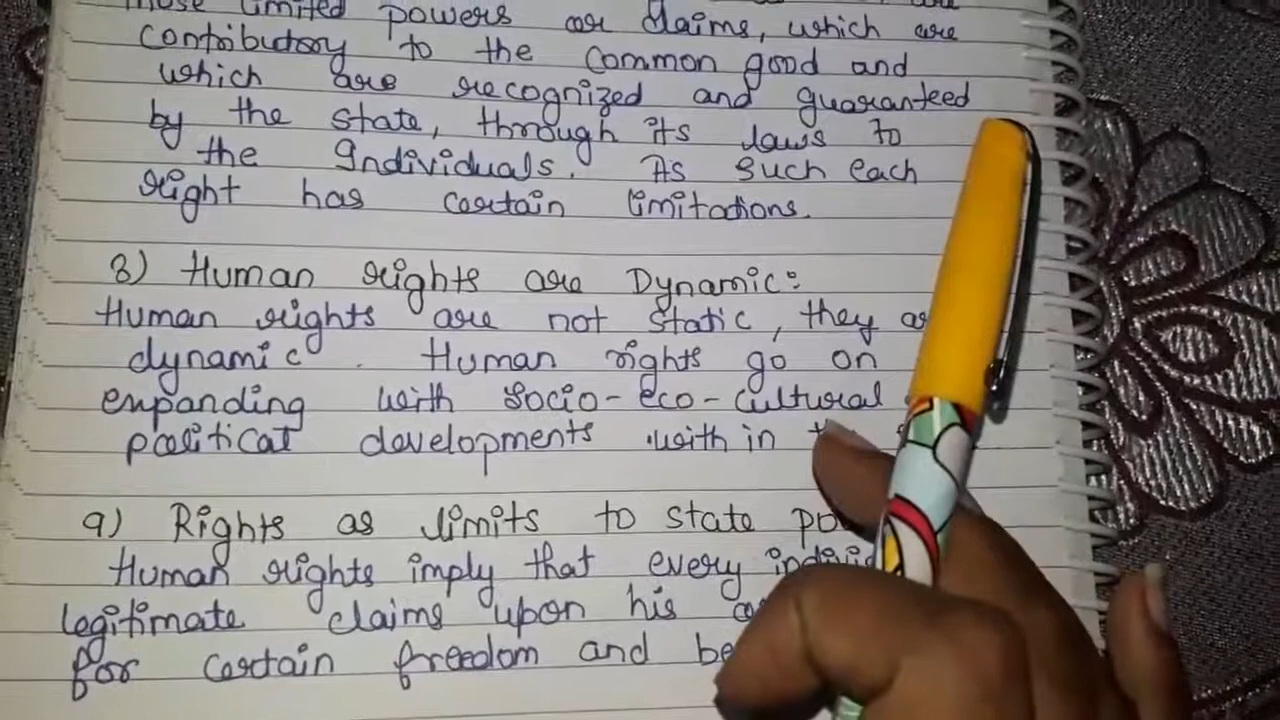 those limited powers or claims, which are
contributory to the common good and
which are recognized and guaranteed
by the state, through its laws to
the Individuals. As such each
right has certain limitations.
8) Human rights are Dynamic:
Human rights are not static, they
dynamic. Human rights go on
expanding with socio-eco-cultural
political developments with in
9) Rights as limits to state
Human rights imply that every
legitimate claims upon his
for certain freedom and